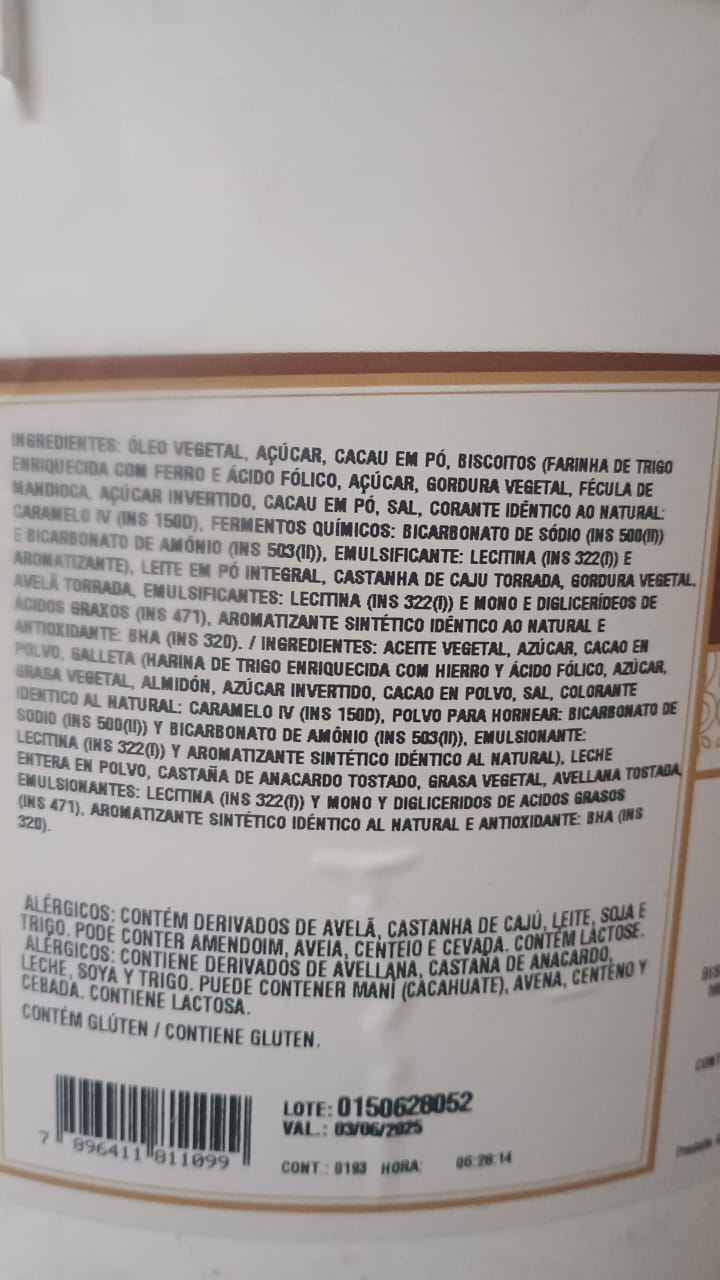 INGREDIENTES: ÓLEO VEGETAL, AÇÚCAR, CACAU EM PÓ, BISCOITOS (FARINHA DE TRIGO
ENRIQUECIDA COM FERRO E ÁCIDO FÓLICO, AÇÚCAR, GORDURA VEGETAL, FÉCULA DE
MANDIOCA, AÇÚCAR INVERTIDO, CACAU EM PÓ, SAL, CORANTE IDÊNTICO AO NATURAL:
CARAMELO IV (INS 150D), FERMENTOS QUÍMICOS: BICARBONATO DE SÓDIO (INS 500(II))
E BICARBONATO DE AMÔNIO (INS 503(II)), EMULSIFICANTE: LECITINA (INS 322(I)) E
AROMATIZANTE), LEITE EM PÓ INTEGRAL, CASTANHA DE CAJU TORRADA, GORDURA VEGETAL,
AVELÃ TORRADA, EMULSIFICANTES: LECITINA (INS 322(I)) E MONO E DIGLICERÍDEOS DE
ÁCIDOS GRAXOS (INS 471), AROMATIZANTE SINTÉTICO IDÊNTICO AO NATURAL E
ANTIOXIDANTE: BHA (INS 320). / INGREDIENTES: ACEITE VEGETAL, AZÚCAR, CACAO EN
POLVO, GALLETA (HARINA DE TRIGO ENRIQUECIDA COM HIERRO Y ÁCIDO FÓLICO, AZÚCAR,
GRASA VEGETAL, ALMIDÓN, AZÚCAR INVERTIDO, CACAO EN POLVO, SAL, COLORANTE
IDENTICO AL NATURAL: CARAMELO IV (INS 150D), POLVO PARA HORNEAR: BICARBONATO DE
SODIO (INS 500(II)) Y BICARBONATO DE AMÔNIO (INS 503(II)), EMULSIONANTE:
LECITINA (INS 322(I)) Y AROMATIZANTE SINTÉTICO IDÉNTICO AL NATURAL), LECHE
ENTERA EN POLVO, CASTAÑA DE ANACARDO TOSTADO, GRASA VEGETAL, AVELLANA TOSTADA,
EMULSIONANTES: LECITINA (INS 322(I)) Y MONO Y DIGLICERIDOS DE ACIDOS GRASOS
(INS 471), AROMATIZANTE SINTÉTICO IDÉNTICO AL NATURAL E ANTIOXIDANTE: BHA (INS
320).
ALÉRGICOS: CONTÉM DERIVADOS DE AVELÃ, CASTANHA DE CAJÚ, LEITE, SOJA E
TRIGO. PODE CONTER AMENDOIM, AVEIA, CENTEIO E CEVADA. CONTÉM LACTOSE.
ALÉRGICOS: CONTIENE DERIVADOS DE AVELLANA, CASTAÑA DE ANACARDO,
LECHE, SOYA Y TRIGO. PUEDE CONTENER MANÍ (CACAHUATE), AVENA, CENTENO Y
CEBADA. CONTIENE LACTOSA.
CONTÉM GLÚTEN / CONTIENE GLUTEN.
7 896411 811099
LOTE: 0150628052
VAL.: 03/06/2025
CONT: 0193 HORA: 06:26:14